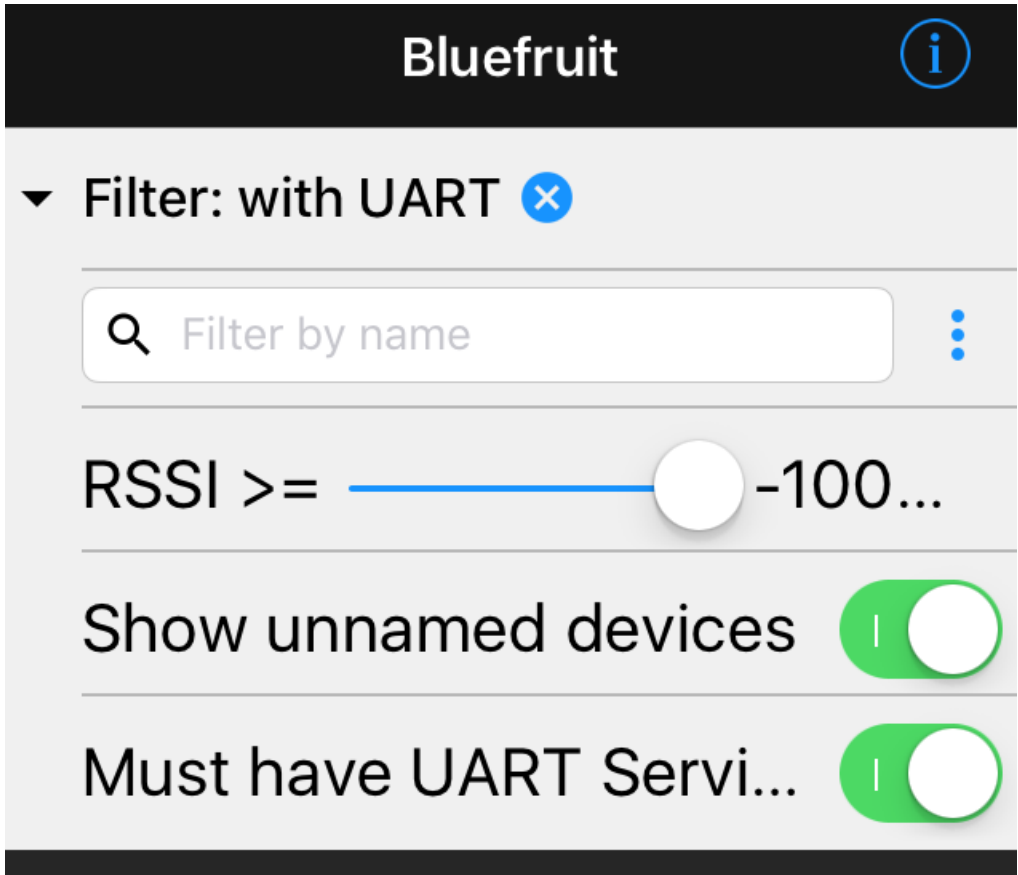 Bluefruit
Filter: with UART
Filter by name
RSSI >= -100...
Show unnamed devices
Must have UART Servi...